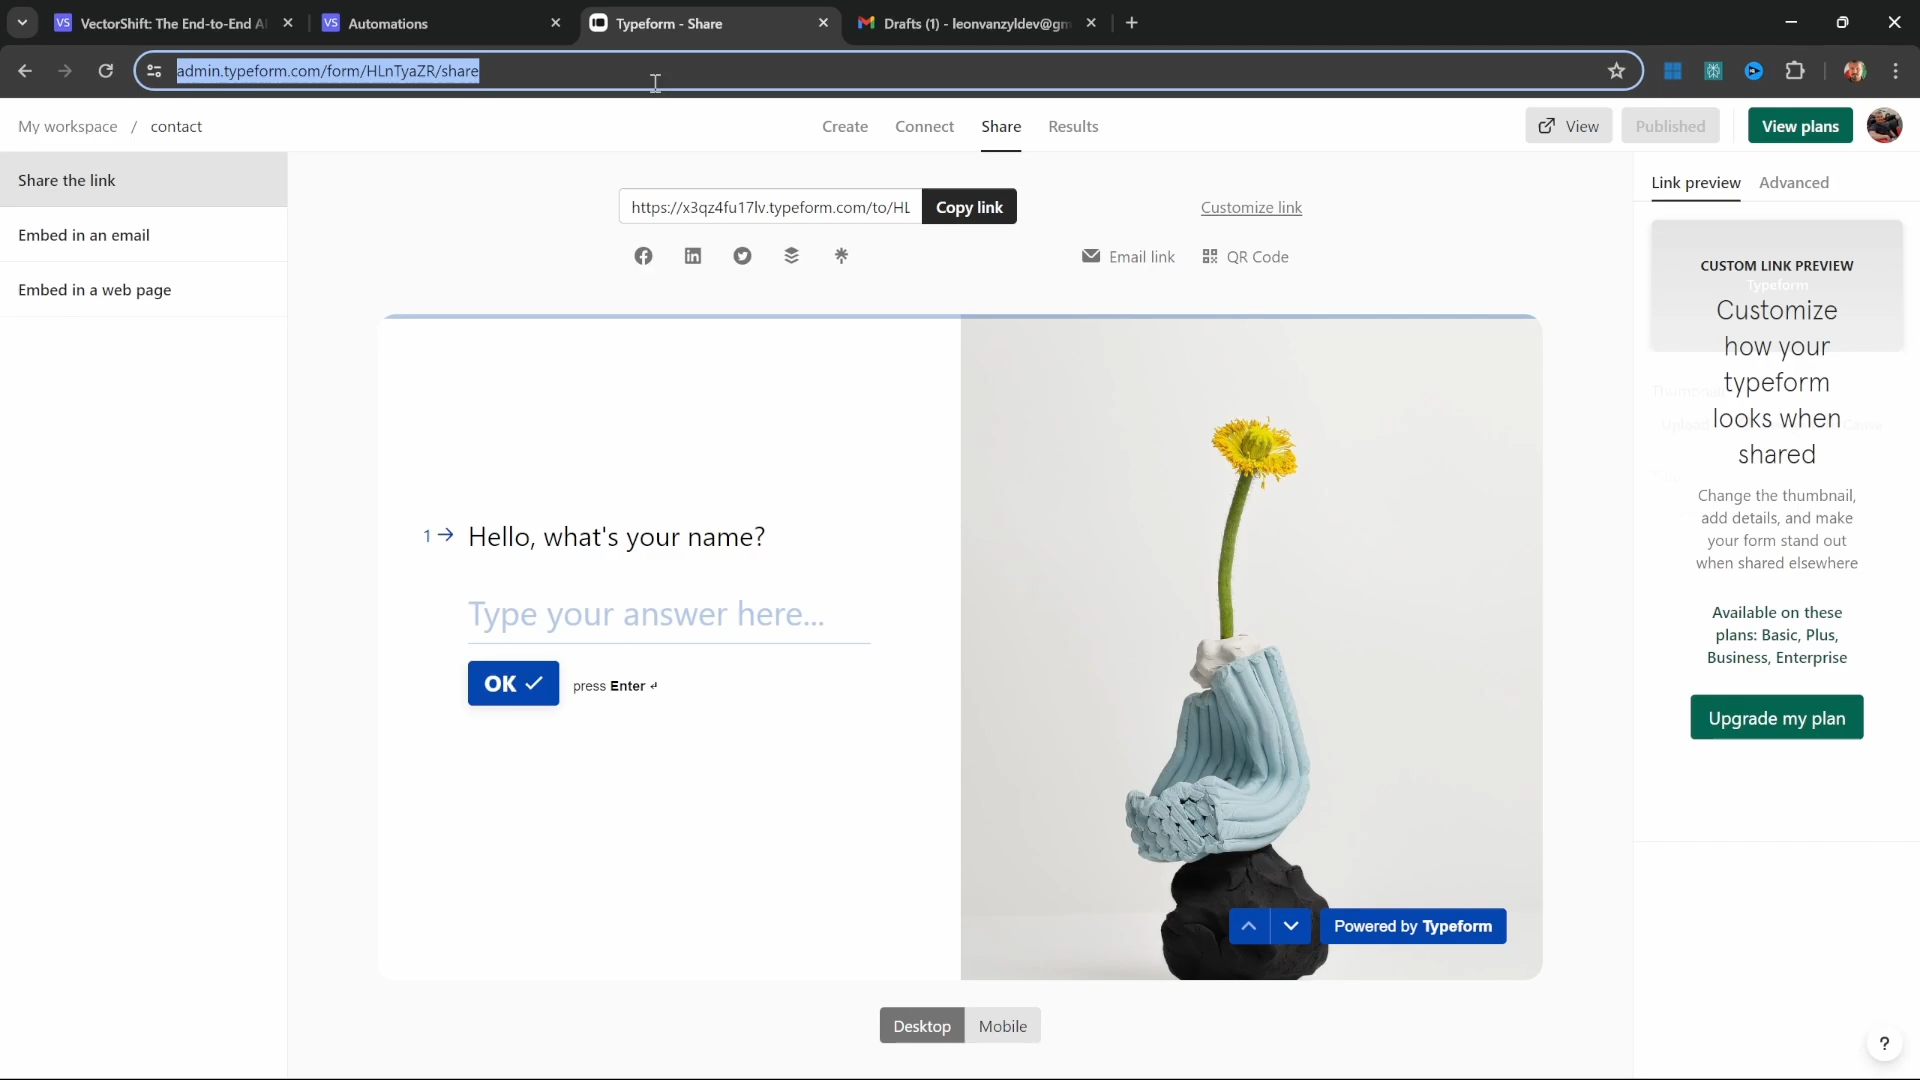 VS VectorShift: The End-to-End AI
VS Automations
Typeform - Share
Drafts (1) - leonvanzyldev@gm
admin.typeform.com/form/HLnTyaZR/share
My workspace / contact
Create
Connect
Share
Results
View
Published
View plans
Share the link
Embed in an email
Embed in a web page
https://x3qz4fu17lv.typeform.com/to/HL
Copy link
Customize link
Email link
QR Code
1 Hello, what's your name?
Type your answer here...
OK
press Enter ↵
Powered by Typeform
Desktop
Mobile
Link preview
Advanced
CUSTOM LINK PREVIEW
Typeform
Customize
how your
typeform
looks when
shared
Change the thumbnail,
add details, and make
your form stand out
when shared elsewhere
Available on these
plans: Basic, Plus,
Business, Enterprise
Upgrade my plan
?